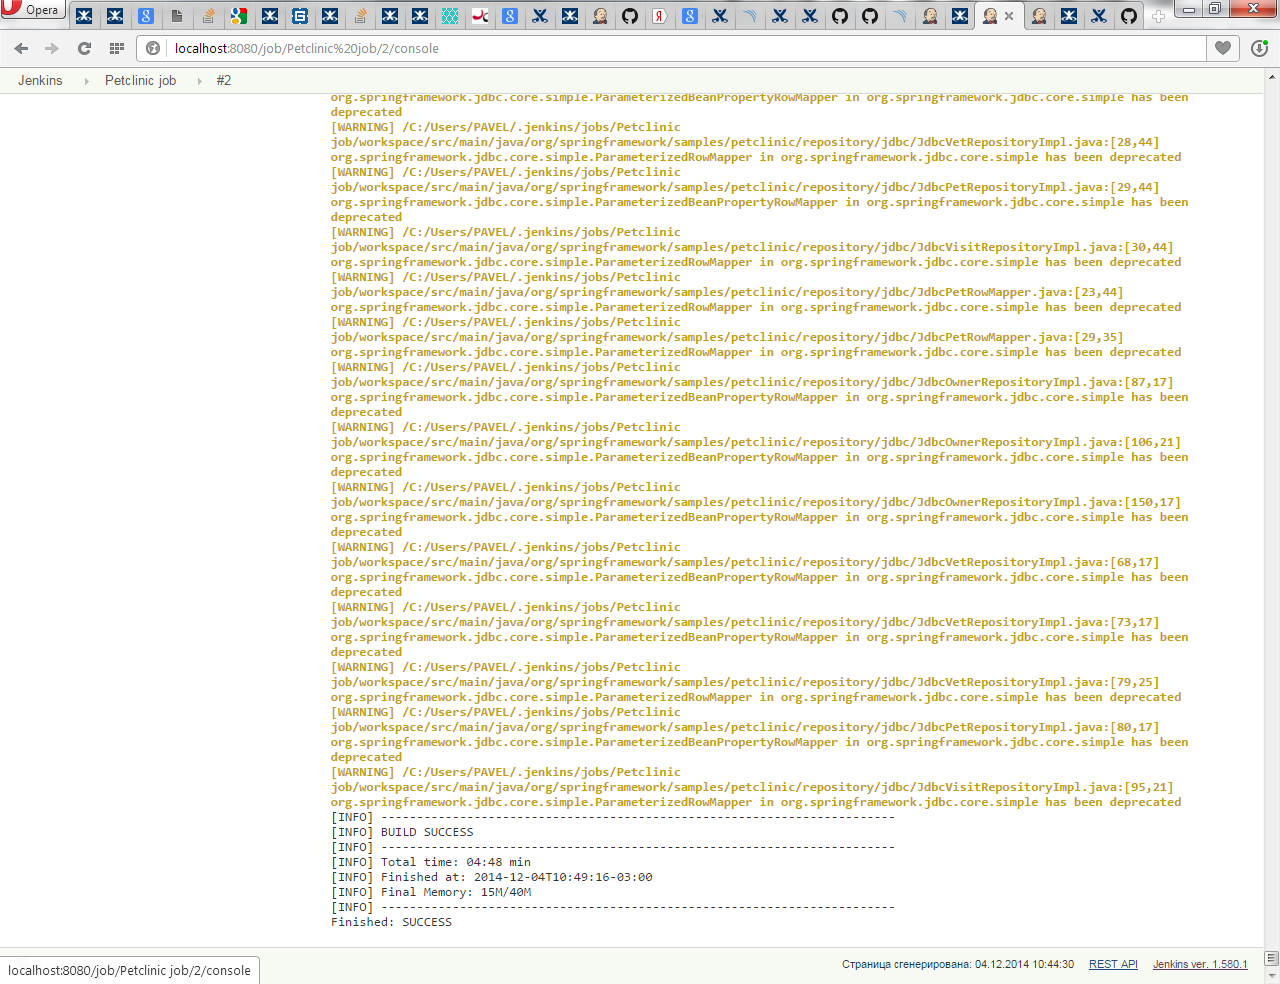 Opera
localhost:8080/job/Petclinic%20job/2/console
Jenkins Petclinic job #2
org.springframework.jdbc.core.simple.ParameterizedBeanPropertyRowMapper in org.springframework.jdbc.core.simple has been
deprecated
[WARNING] /C:/Users/PAVEL/.jenkins/jobs/Petclinic
job/workspace/src/main/java/org/springframework/samples/petclinic/repository/jdbc/JdbcVetRepositoryImpl.java:[28,44]
org.springframework.jdbc.core.simple.ParameterizedRowMapper in org.springframework.jdbc.core.simple has been deprecated
[WARNING] /C:/Users/PAVEL/.jenkins/jobs/Petclinic
job/workspace/src/main/java/org/springframework/samples/petclinic/repository/jdbc/JdbcPetRepositoryImpl.java:[29,44]
org.springframework.jdbc.core.simple.ParameterizedBeanPropertyRowMapper in org.springframework.jdbc.core.simple has been
deprecated
[WARNING] /C:/Users/PAVEL/.jenkins/jobs/Petclinic
job/workspace/src/main/java/org/springframework/samples/petclinic/repository/jdbc/JdbcVisitRepositoryImpl.java:[30,44]
org.springframework.jdbc.core.simple.ParameterizedRowMapper in org.springframework.jdbc.core.simple has been deprecated
[WARNING] /C:/Users/PAVEL/.jenkins/jobs/Petclinic
job/workspace/src/main/java/org/springframework/samples/petclinic/repository/jdbc/JdbcPetRowMapper.java:[23,44]
org.springframework.jdbc.core.simple.ParameterizedRowMapper in org.springframework.jdbc.core.simple has been deprecated
[WARNING] /C:/Users/PAVEL/.jenkins/jobs/Petclinic
job/workspace/src/main/java/org/springframework/samples/petclinic/repository/jdbc/JdbcPetRowMapper.java:[29,35]
org.springframework.jdbc.core.simple.ParameterizedRowMapper in org.springframework.jdbc.core.simple has been deprecated
[WARNING] /C:/Users/PAVEL/.jenkins/jobs/Petclinic
job/workspace/src/main/java/org/springframework/samples/petclinic/repository/jdbc/JdbcOwnerRepositoryImpl.java:[87,17]
org.springframework.jdbc.core.simple.ParameterizedBeanPropertyRowMapper in org.springframework.jdbc.core.simple has been
deprecated
[WARNING] /C:/Users/PAVEL/.jenkins/jobs/Petclinic
job/workspace/src/main/java/org/springframework/samples/petclinic/repository/jdbc/JdbcOwnerRepositoryImpl.java:[106,21]
org.springframework.jdbc.core.simple.ParameterizedBeanPropertyRowMapper in org.springframework.jdbc.core.simple has been
deprecated
[WARNING] /C:/Users/PAVEL/.jenkins/jobs/Petclinic
job/workspace/src/main/java/org/springframework/samples/petclinic/repository/jdbc/JdbcOwnerRepositoryImpl.java:[150,17]
org.springframework.jdbc.core.simple.ParameterizedBeanPropertyRowMapper in org.springframework.jdbc.core.simple has been
deprecated
[WARNING] /C:/Users/PAVEL/.jenkins/jobs/Petclinic
job/workspace/src/main/java/org/springframework/samples/petclinic/repository/jdbc/JdbcVetRepositoryImpl.java:[68,17]
org.springframework.jdbc.core.simple.ParameterizedBeanPropertyRowMapper in org.springframework.jdbc.core.simple has been
deprecated
[WARNING] /C:/Users/PAVEL/.jenkins/jobs/Petclinic
job/workspace/src/main/java/org/springframework/samples/petclinic/repository/jdbc/JdbcVetRepositoryImpl.java:[73,17]
org.springframework.jdbc.core.simple.ParameterizedBeanPropertyRowMapper in org.springframework.jdbc.core.simple has been
deprecated
[WARNING] /C:/Users/PAVEL/.jenkins/jobs/Petclinic
job/workspace/src/main/java/org/springframework/samples/petclinic/repository/jdbc/JdbcVetRepositoryImpl.java:[79,25]
org.springframework.jdbc.core.simple.ParameterizedRowMapper in org.springframework.jdbc.core.simple has been deprecated
[WARNING] /C:/Users/PAVEL/.jenkins/jobs/Petclinic
job/workspace/src/main/java/org/springframework/samples/petclinic/repository/jdbc/JdbcPetRepositoryImpl.java:[80,17]
org.springframework.jdbc.core.simple.ParameterizedBeanPropertyRowMapper in org.springframework.jdbc.core.simple has been
deprecated
[WARNING] /C:/Users/PAVEL/.jenkins/jobs/Petclinic
job/workspace/src/main/java/org/springframework/samples/petclinic/repository/jdbc/JdbcVisitRepositoryImpl.java:[95,21]
org.springframework.jdbc.core.simple.ParameterizedRowMapper in org.springframework.jdbc.core.simple has been deprecated
[INFO] ------------------------------------------------------------------------
[INFO] BUILD SUCCESS
[INFO] ------------------------------------------------------------------------
[INFO] Total time: 04:48 min
[INFO] Finished at: 2014-12-04T10:49:16-03:00
[INFO] Final Memory: 15M/40M
[INFO] ------------------------------------------------------------------------
Finished: SUCCESS
Страница сгенерирована: 04.12.2014 10:44:30 REST API Jenkins ver. 1.580.1
localhost:8080/job/Petclinic job/2/console